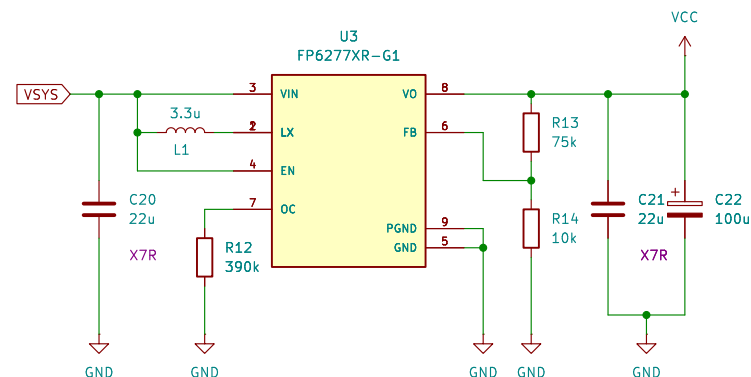 VCC
U3
FP6277XR-G1
VSYS
3
VIN
VO
8
3.3u
L1
LX
FB
6
R13
75k
4
EN
7
OC
C20
22u
X7R
R12
390k
PGND
9
GND
5
R14
10k
C21
22u
X7R
+
C22
100u
GND
GND
GND
GND
GND